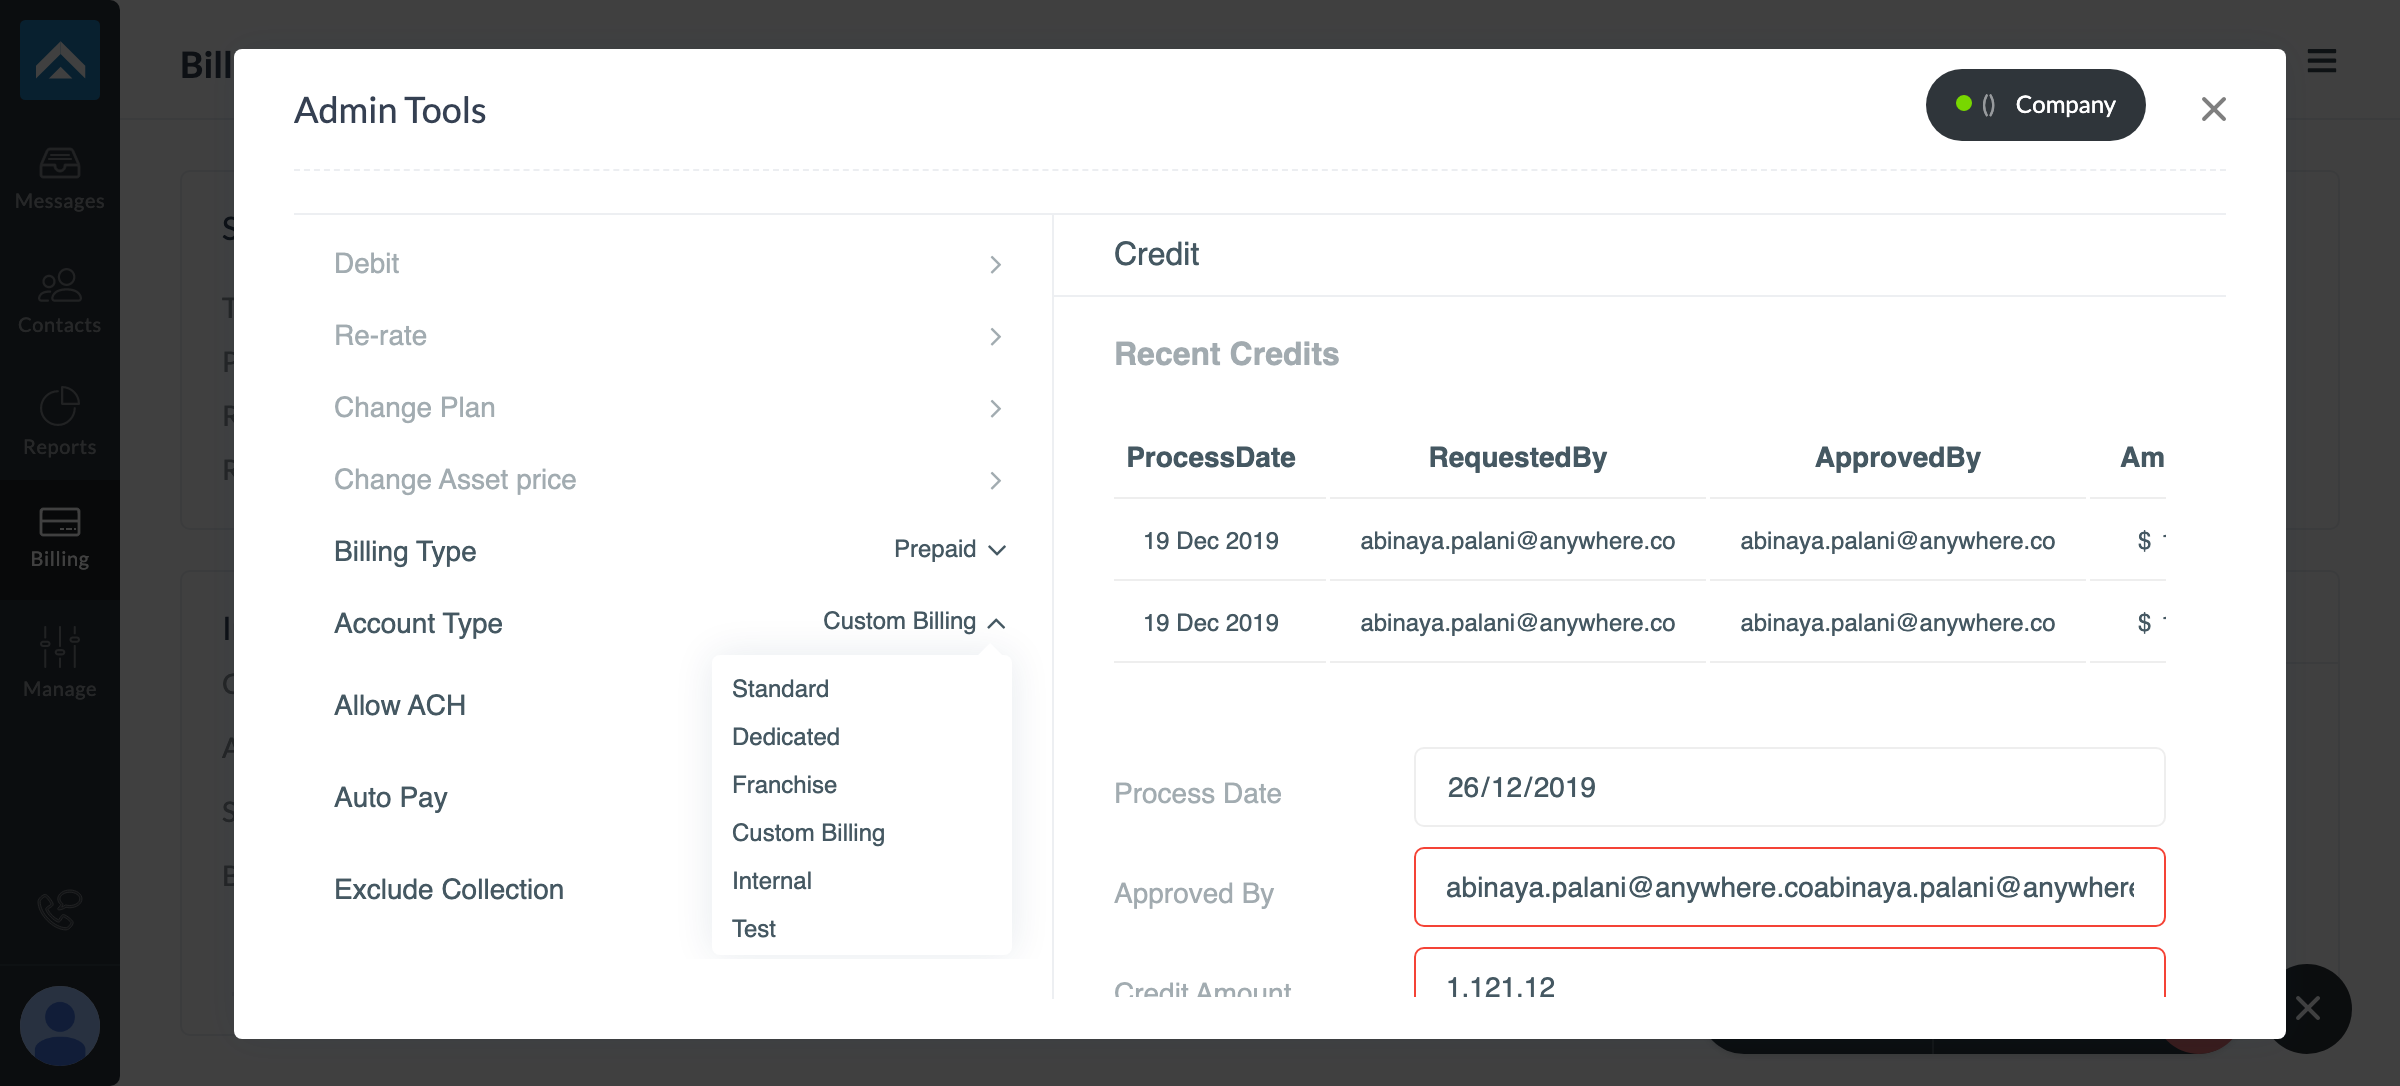 Bill
Admin Tools
() Company
Messages
Contacts
Reports
Billing
Manage
Debit
Re-rate
Change Plan
Change Asset price
Billing Type Prepaid
Account Type Custom Billing
Standard
Dedicated
Franchise
Custom Billing
Internal
Test
Allow ACH
Auto Pay
Exclude Collection
Credit
Recent Credits
ProcessDate RequestedBy ApprovedBy Am
19 Dec 2019 abinaya.palani@anywhere.co abinaya.palani@anywhere.co $
19 Dec 2019 abinaya.palani@anywhere.co abinaya.palani@anywhere.co $
Process Date 26/12/2019
Approved By abinaya.palani@anywhere.coabinaya.palani@anywhere
Credit Amount 1.121.12